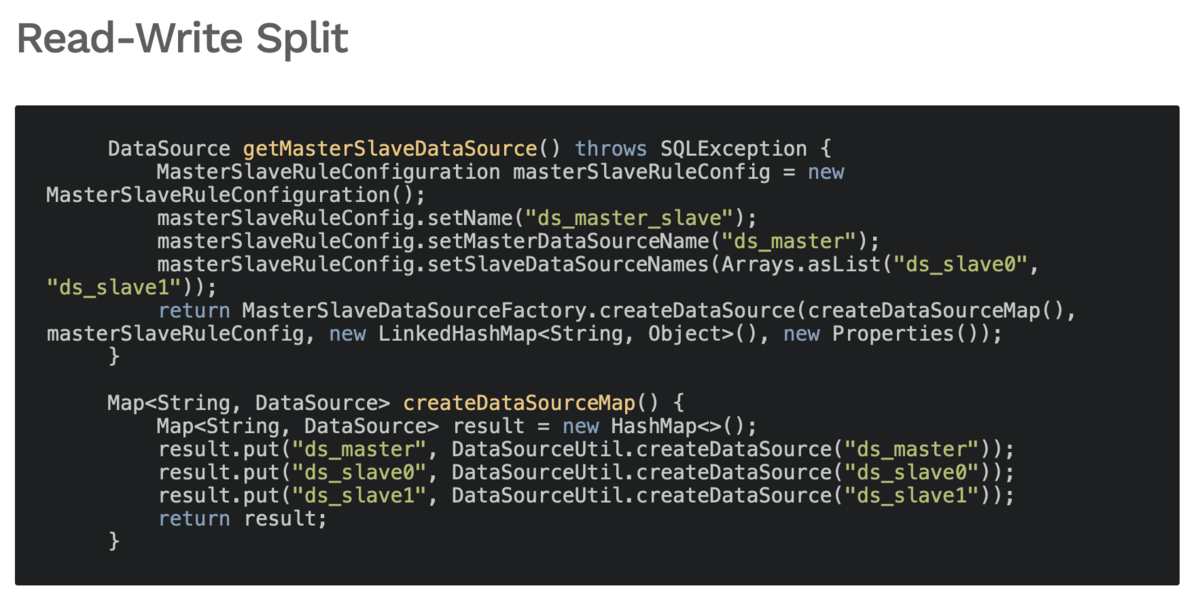 Read-Write Split
DataSource getMasterSlaveDataSource() throws SQLException {
MasterSlaveRuleConfiguration masterSlaveRuleConfig = new
MasterSlaveRuleConfiguration();
masterSlaveRuleConfig.setName("ds_master_slave");
masterSlaveRuleConfig.setMasterDataSourceName("ds_master");
masterSlaveRuleConfig.setSlaveDataSourceNames(Arrays.asList("ds_slave0",
"ds_slave1"));
return MasterSlaveDataSourceFactory.createDataSource(createDataSourceMap(),
masterSlaveRuleConfig, new LinkedHashMap<String, Object>(), new Properties());
}
Map<String, DataSource> createDataSourceMap() {
Map<String, DataSource> result = new HashMap<>();
result.put("ds_master", DataSourceUtil.createDataSource("ds_master"));
result.put("ds_slave0", DataSourceUtil.createDataSource("ds_slave0"));
result.put("ds_slave1", DataSourceUtil.createDataSource("ds_slave1"));
return result;
}